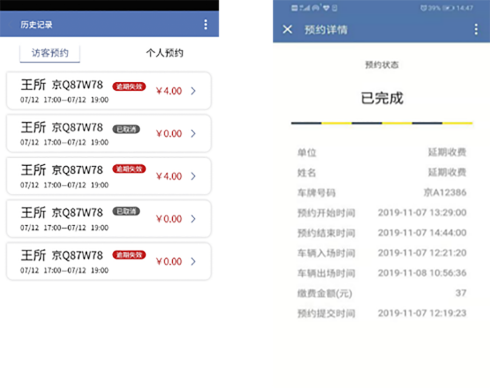 历史记录
访客预约 个人预约
王所 京Q87W78 逾期失效 ￥4.00
07/12 17:00—07/12 19:00
王所 京Q87W78 已取消 ￥0.00
07/12 17:00—07/12 19:00
王所 京Q87W78 逾期失效 ￥4.00
07/12 17:00—07/12 19:00
王所 京Q87W78 已取消 ￥0.00
07/12 17:00—07/12 19:00
王所 京Q87W78 逾期失效 ￥0.00
07/12 17:00—07/12 19:00
39% 14:47
预约详情
预约状态
已完成
单位 延期收费
姓名 延期收费
车牌号码 京A12386
预约开始时间 2019-11-07 13:29:00
预约结束时间 2019-11-07 14:44:00
车辆入场时间 2019-11-07 12:21:20
车辆出场时间 2019-11-08 10:56:36
缴费金额(元) 37
预约提交时间 2019-11-07 12:19:23